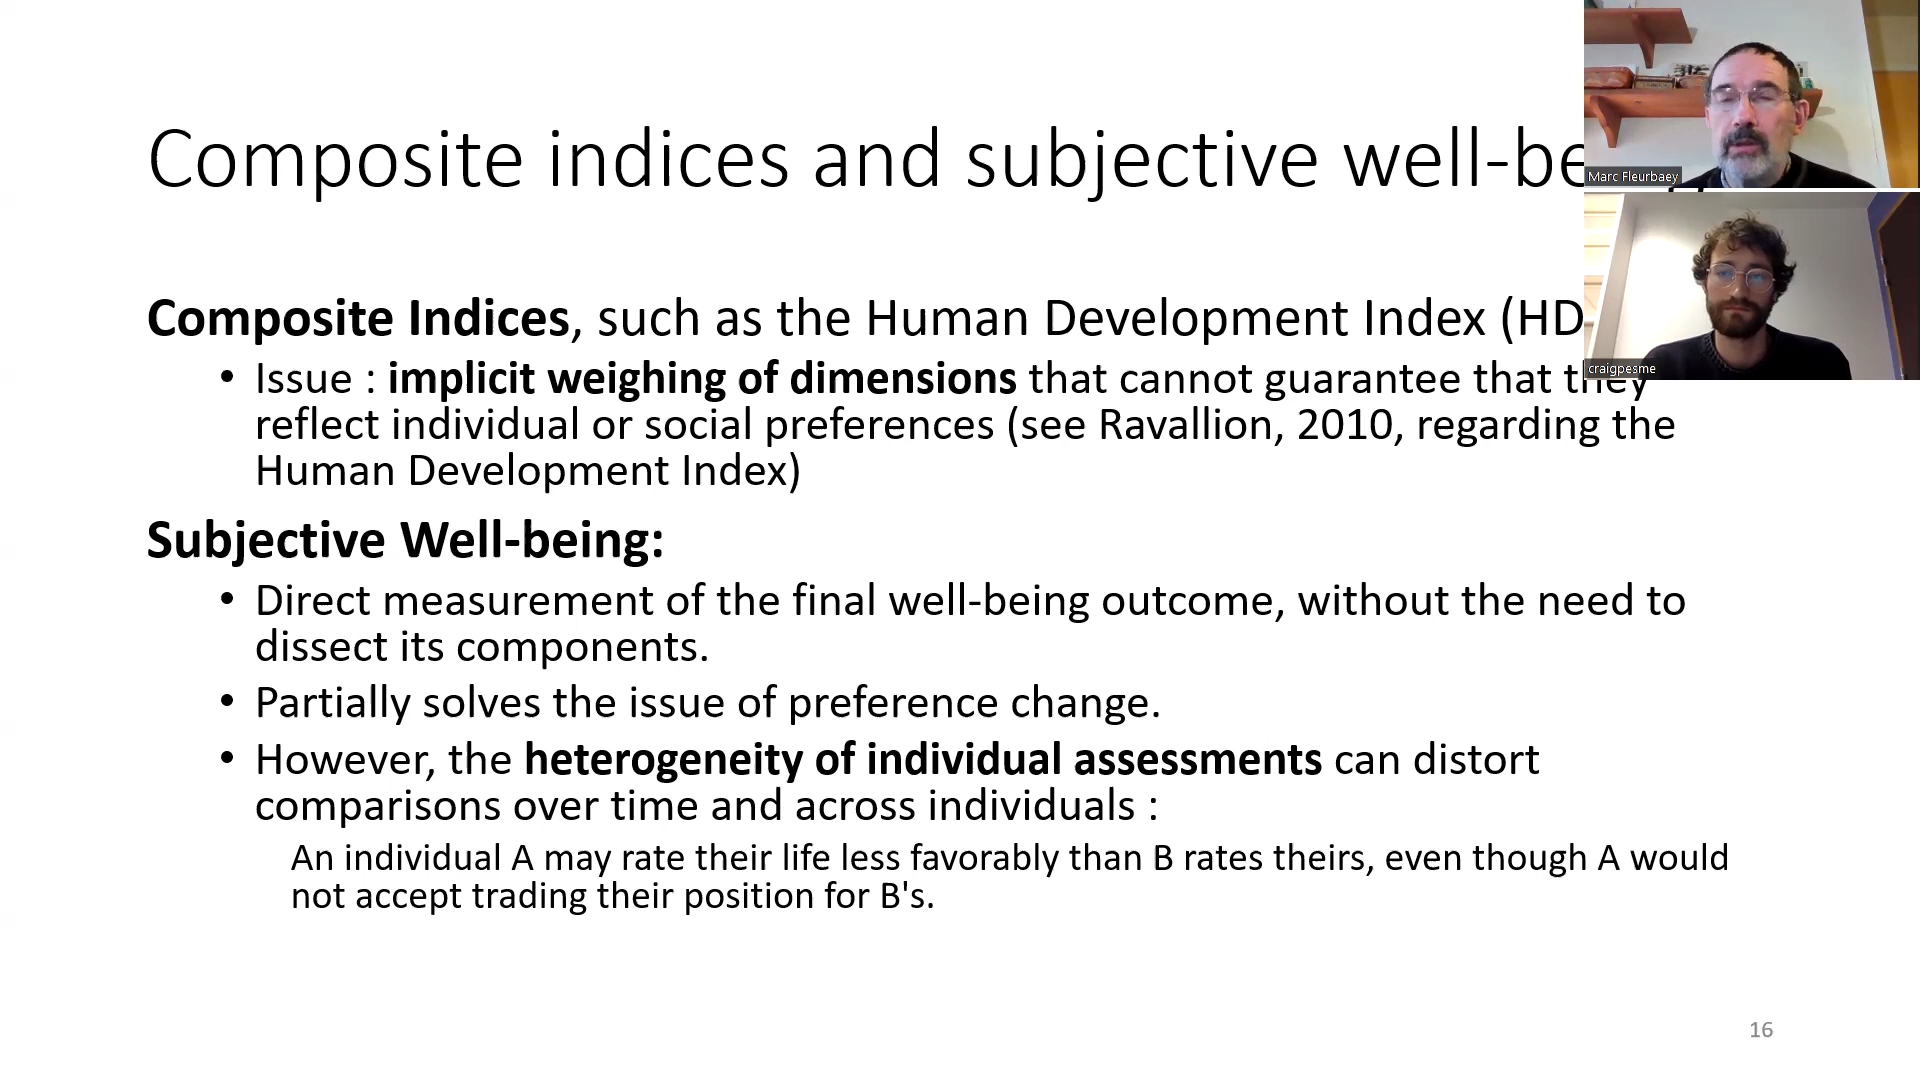 Composite indices and subjective well-be
Marc Fleurbaey
Composite Indices, such as the Human Development Index (HD
craigpesme
• Issue : implicit weighing of dimensions that cannot guarantee that they
reflect individual or social preferences (see Ravallion, 2010, regarding the
Human Development Index)
Subjective Well-being:
• Direct measurement of the final well-being outcome, without the need to
dissect its components.
• Partially solves the issue of preference change.
• However, the heterogeneity of individual assessments can distort
comparisons over time and across individuals :
An individual A may rate their life less favorably than B rates theirs, even though A would
not accept trading their position for B's.
16